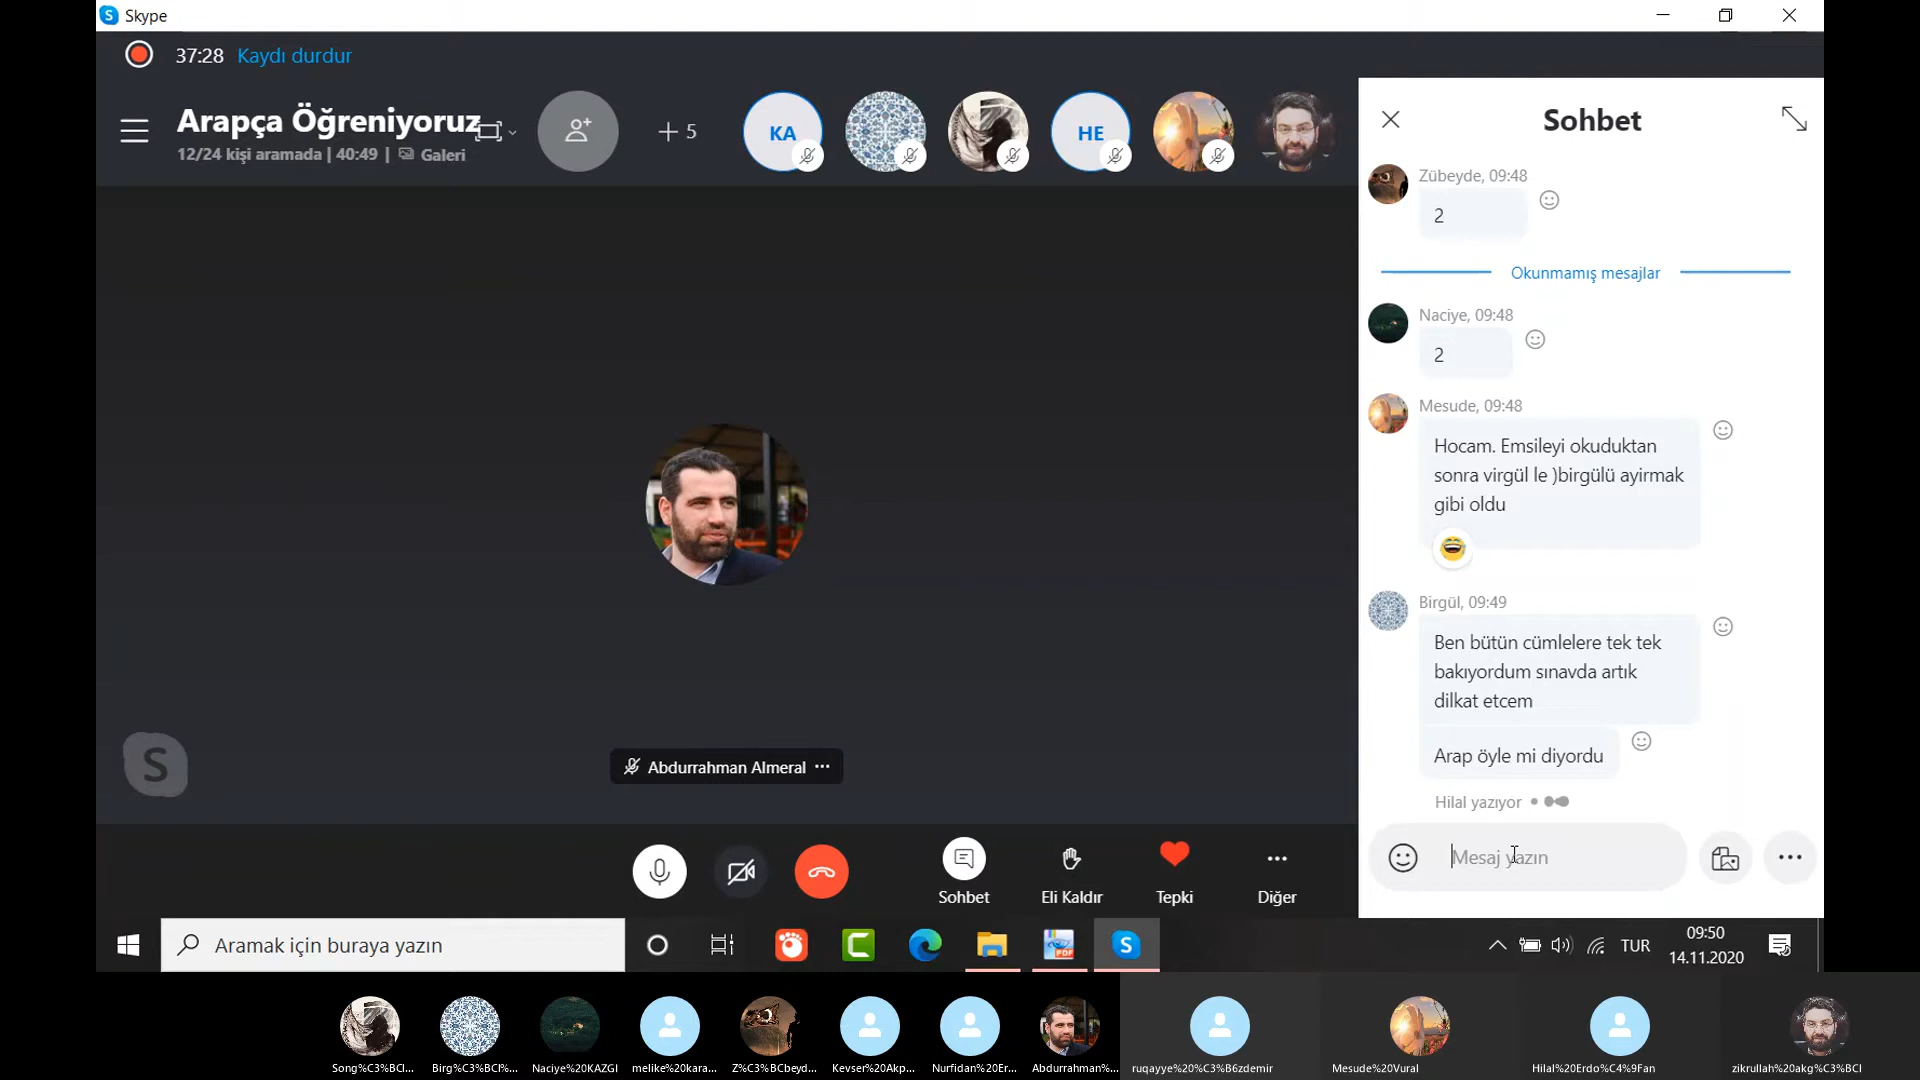 Skype
37:28 Kaydı durdur
Arapça Öğreniyoruz
12/24 kişi aramada | 40:49 | Galeri
+ 5
KA
HE
Sohbet
Zübeyde, 09:48
2
Okunmamış mesajlar
Naciye, 09:48
2
Mesude, 09:48
Hocam. Emsileyi okuduktan
sonra virgül le )birgülü ayirmak
gibi oldu
Birgül, 09:49
Ben bütün cümlelere tek tek
bakıyordum sınavda artık
dilkat etcem
Arap öyle mi diyordu
Hilal yazıyor
Mesaj yazın
Abdurrahman Almeral
Sohbet
Eli Kaldır
Tepki
Diğer
Aramak için buraya yazın
PDF
TUR
09:50
14.11.2020
Song%C3%BCl...
Birg%C3%BCl%...
Naciye%20KAZGI
melike%20kara...
Z%C3%BCbeyd...
Kevser%20Akp...
Nurfidan%20Er...
Abdurrahman%...
ruqayye%20%C3%B6zdemir
Mesude%20Vural
Hilal%20Erdo%C4%9Fan
zikrullah%20akg%C3%BCl